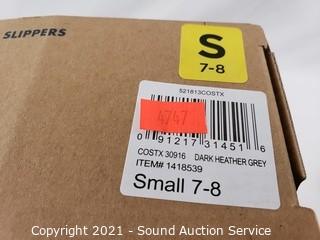 SLIPPERS
S
7-8
521813COSTX
4747
0 91217 31451 6
COSTX 30916 DARK HEATHER GREY
ITEM# 1418539
Small 7-8
Copyright 2021 - Sound Auction Service